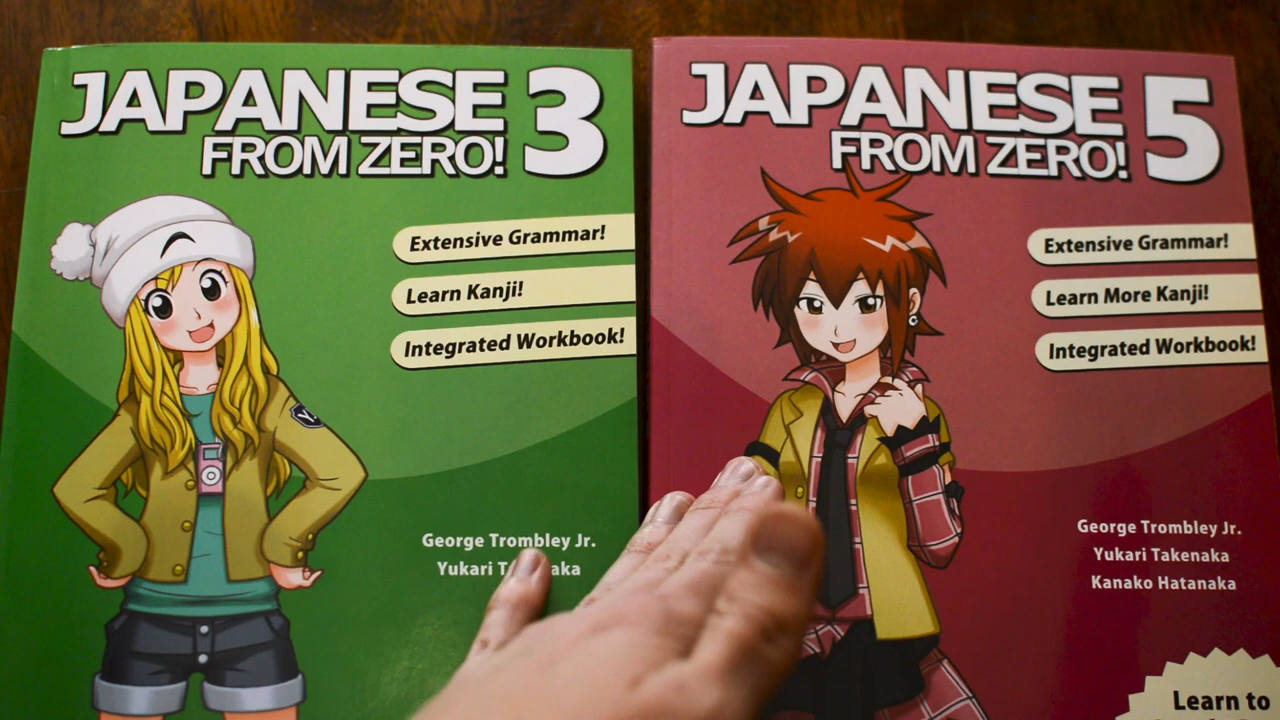 JAPANESE 3
FROM ZERO!
Extensive Grammar!
Learn Kanji!
Integrated Workbook!
George Trombley Jr.
Yukari
JAPANESE 5
FROM ZERO!
Extensive Grammar!
Learn More Kanji!
Integrated Workbook!
George Trombley Jr.
Yukari Takenaka
Kanako Hatanaka
Learn to